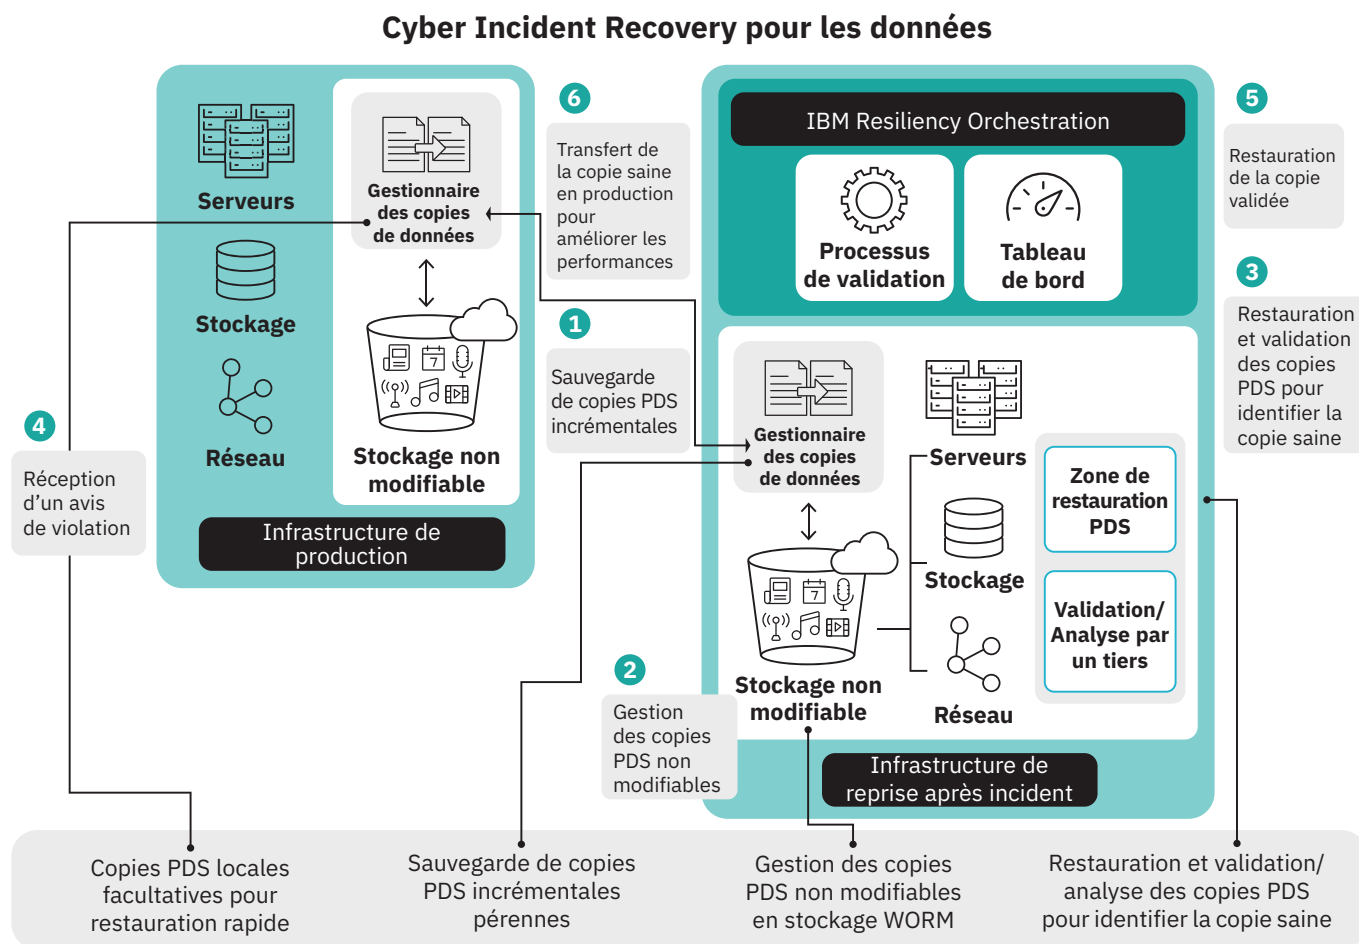 Cyber Incident Recovery pour les données
Serveurs
Stockage
Réseau
Gestionnaire
des copies
de données
7
Stockage non
modifiable
Infrastructure de
production
4
Réception
d’un avis
de violation
6
Transfert de
la copie saine
en production
pour
améliorer les
performances
1
Sauvegarde
de copies PDS
incrémentales
2
Gestion
des copies
PDS non
modifiables
IBM Resiliency Orchestration
Processus
de validation
Tableau
de bord
Gestionnaire
des copies
de données
7
Stockage non
modifiable
Serveurs
Stockage
Réseau
Zone de
restauration
PDS
Validation/
Analyse par
un tiers
Infrastructure de
reprise après incident
5
Restauration
de la copie
validée
3
Restauration
et validation
des copies
PDS pour
identifier la
copie saine
Copies PDS locales
facultatives pour
restauration rapide
Sauvegarde de copies
PDS incrémentales
pérennes
Gestion des copies
PDS non modifiables
en stockage WORM
Restauration et validation/
analyse des copies PDS
pour identifier la copie saine